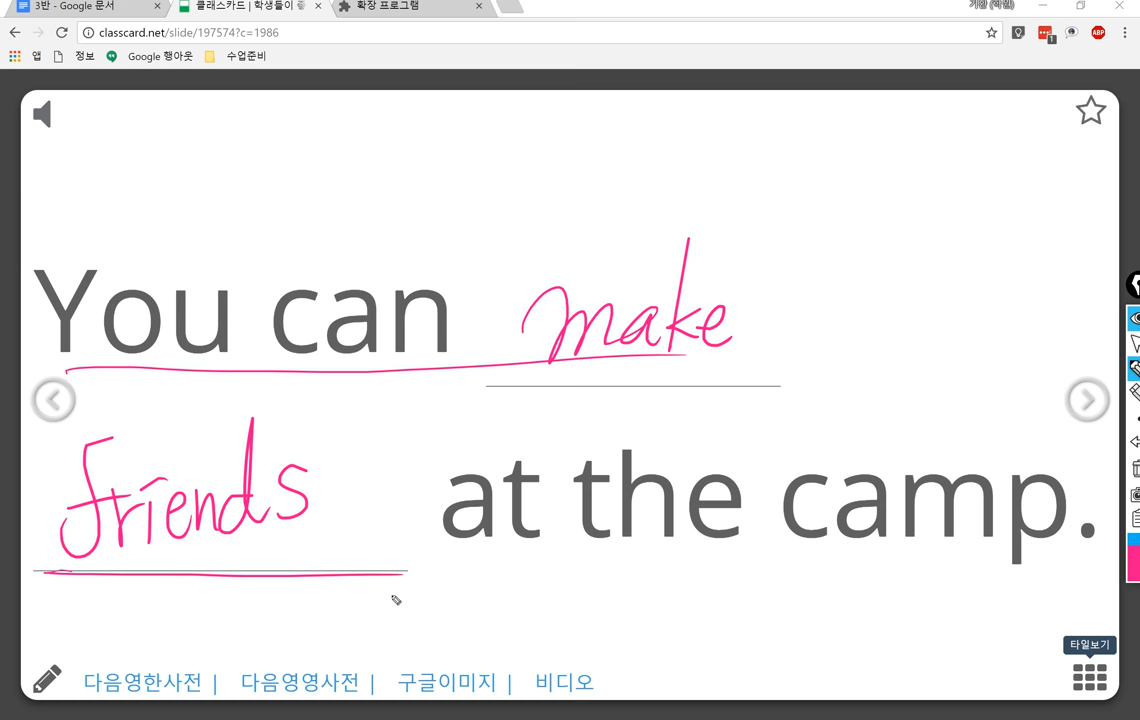 3반 - Google 문서
클래스카드 | 학생들이 좋
확장 프로그램
classcard.net/slide/197574?c=1986
ABP
1
앱 정보 Google 행아웃 수업준비
You can make
friends at the camp.
타일보기
다음영한사전 | 다음영영사전 | 구글이미지 | 비디오